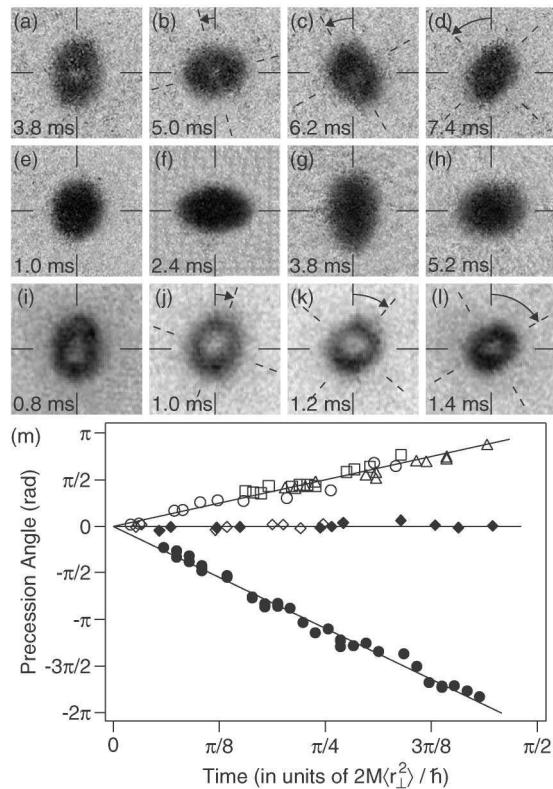 (a) (b) (c) (d)
3.8 ms 5.0 ms 6.2 ms 7.4 ms
(e) (f) (g) (h)
1.0 ms 2.4 ms 3.8 ms 5.2 ms
(i) (j) (k) (l)
0.8 ms 1.0 ms 1.2 ms 1.4 ms
(m)
Precession Angle (rad)
π
π/2
0
-π/2
-π
-3π/2
-2π
0 π/8 π/4 3π/8 π/2
Time (in units of 2M⟨r⊥²⟩ / ħ)